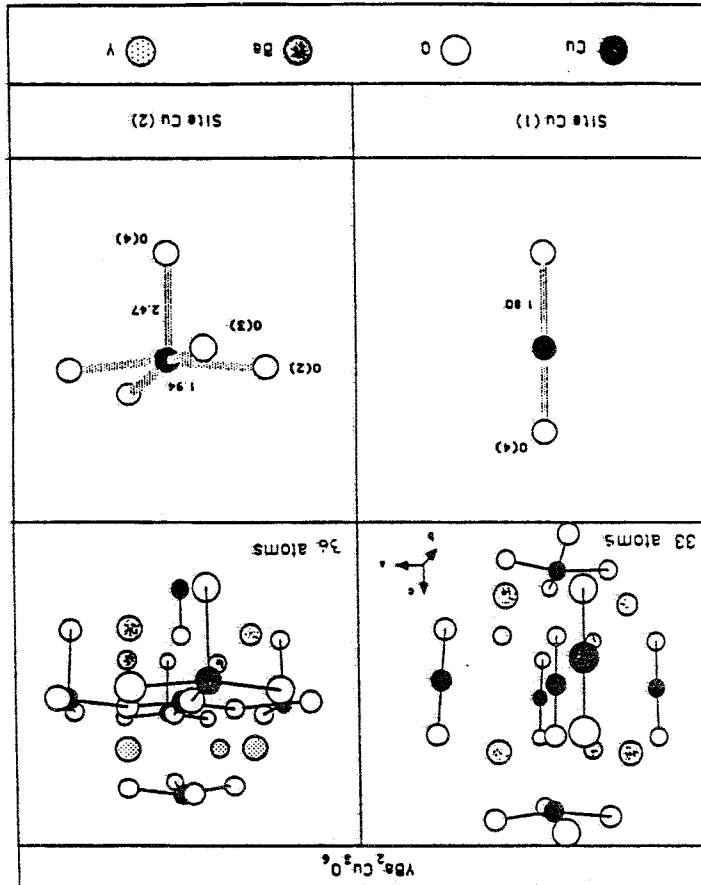 YBa₂Cu₃O₆
33 atoms
c
a
b
36 atoms
O(4)
1.80
1.94
O(2)
O(3)
2.47
O(4)
Site Cu (1)
Site Cu (2)
Cu
O
Ba
Y